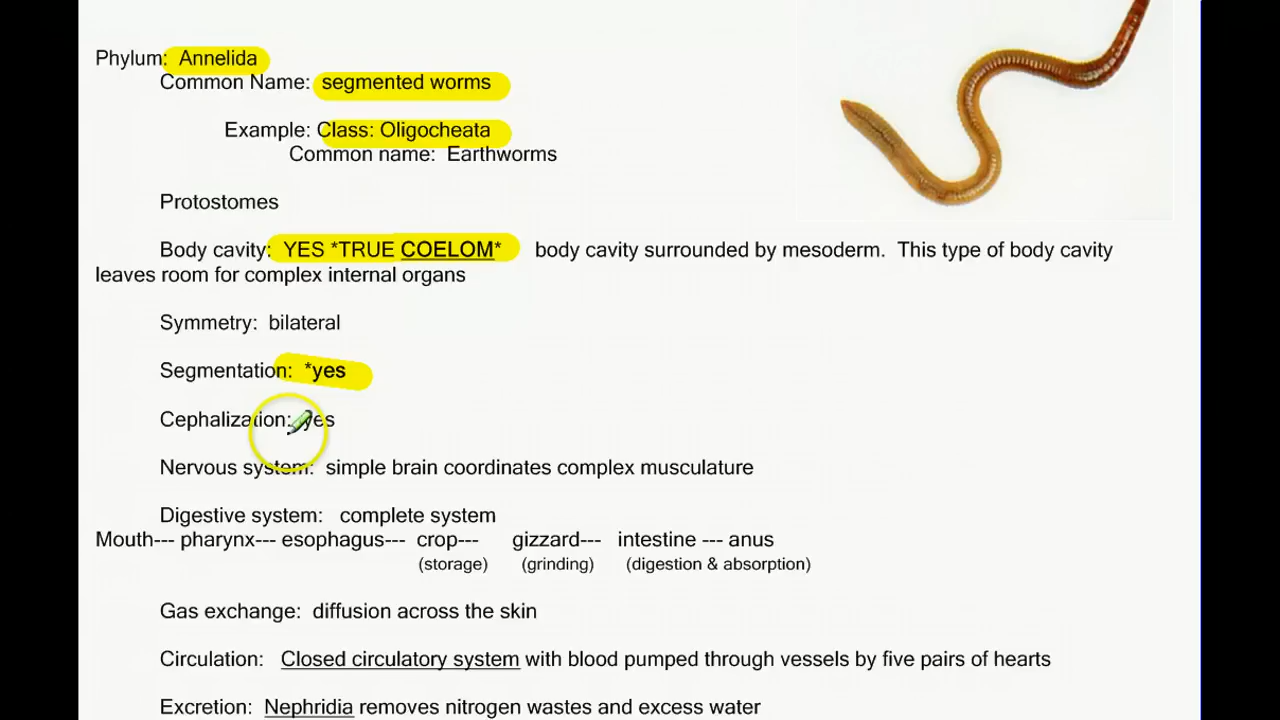 Phylum: Annelida
Common Name: segmented worms
Example: Class: Oligocheata
Common name: Earthworms
Protostomes
Body cavity: YES *TRUE COELOM* body cavity surrounded by mesoderm. This type of body cavity
leaves room for complex internal organs
Symmetry: bilateral
Segmentation: *yes
Cephalization: yes
Nervous system: simple brain coordinates complex musculature
Digestive system: complete system
Mouth--- pharynx--- esophagus--- crop--- gizzard--- intestine --- anus
(storage) (grinding) (digestion & absorption)
Gas exchange: diffusion across the skin
Circulation: Closed circulatory system with blood pumped through vessels by five pairs of hearts
Excretion: Nephridia removes nitrogen wastes and excess water